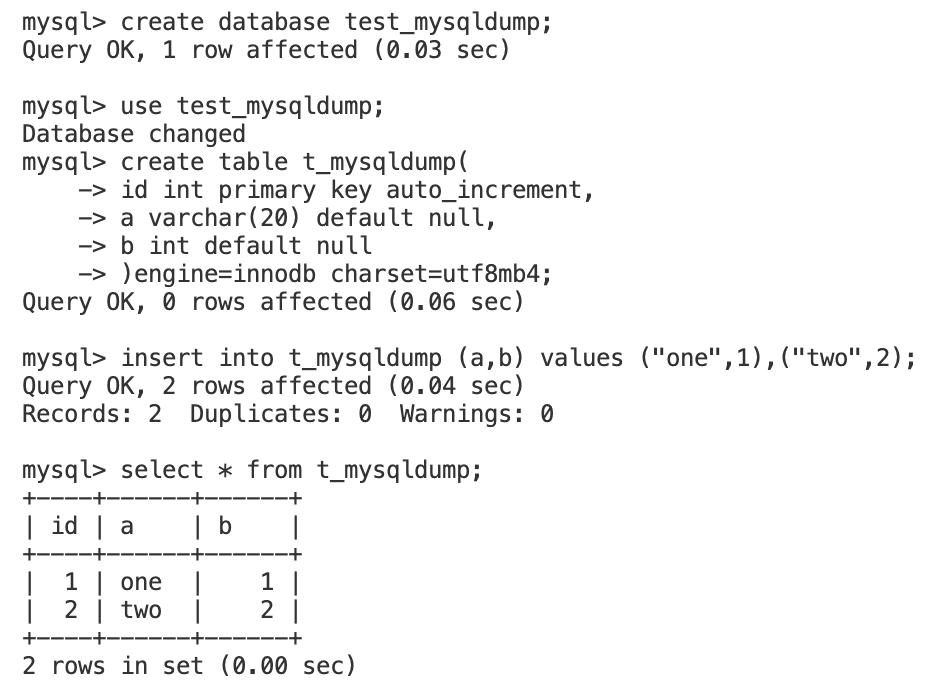 mysql> create database test_mysqldump;
Query OK, 1 row affected (0.03 sec)

mysql> use test_mysqldump;
Database changed
mysql> create table t_mysqldump(
    -> id int primary key auto_increment,
    -> a varchar(20) default null,
    -> b int default null
    -> )engine=innodb charset=utf8mb4;
Query OK, 0 rows affected (0.06 sec)

mysql> insert into t_mysqldump (a,b) values ("one",1),("two",2);
Query OK, 2 rows affected (0.04 sec)
Records: 2  Duplicates: 0  Warnings: 0

mysql> select * from t_mysqldump;
+----+------+------+
| id | a    | b    |
+----+------+------+
|  1 | one  |    1 |
|  2 | two  |    2 |
+----+------+------+
2 rows in set (0.00 sec)